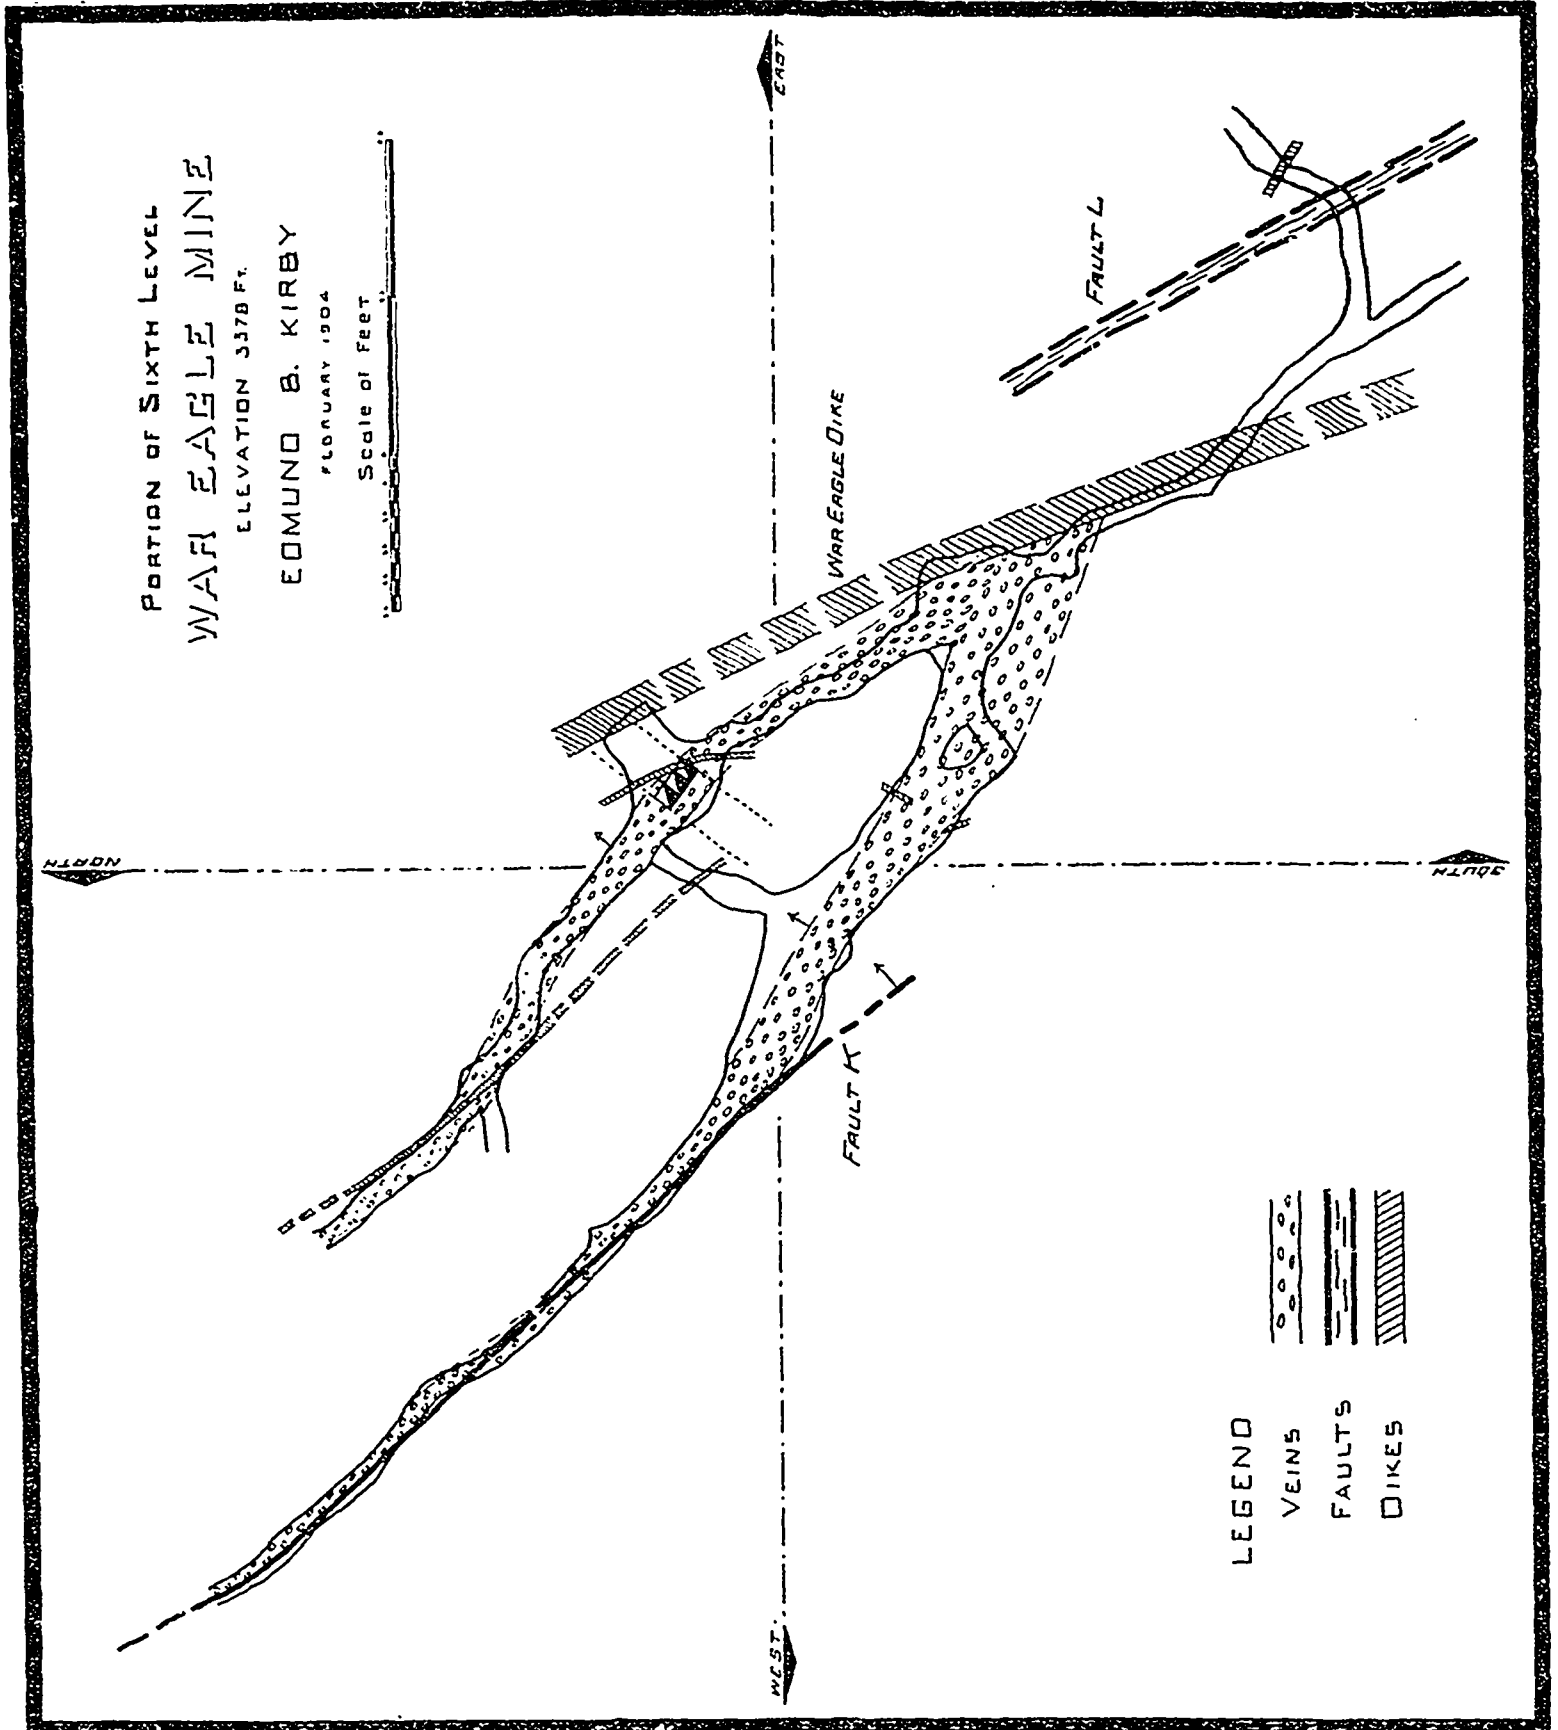 PORTION OF SIXTH LEVEL
WAR EAGLE MINE
ELEVATION 3378 FT.
EDMUND B. KIRBY
FEBRUARY 1904
Scale of Feet
NORTH
EAST
SOUTH
WEST
WAR EAGLE DIKE
FAULT L
FAULT K
LEGEND
VEINS
FAULTS
DIKES